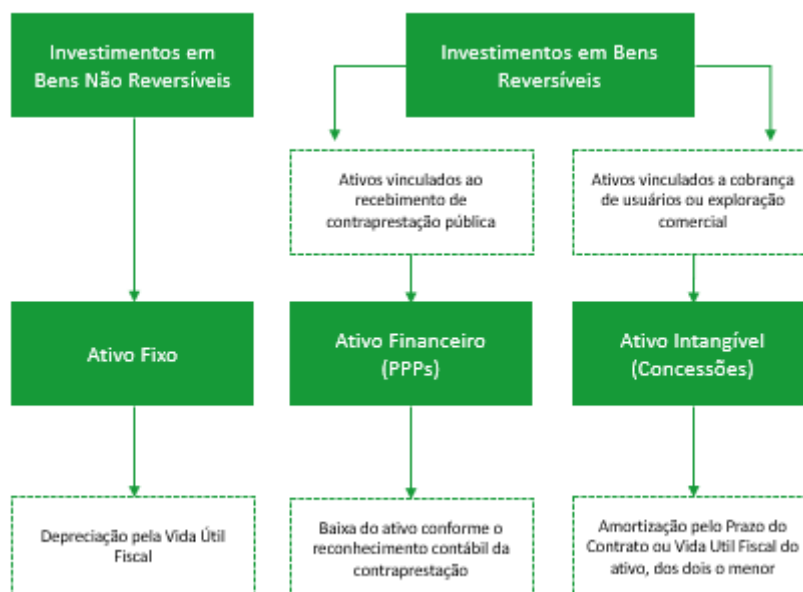 Investimentos em
Bens Não Reversíveis
Investimentos em Bens
Reversíveis
Ativos vinculados ao
recebimento de
contraprestação pública
Ativos vinculados a cobrança
de usuários ou exploração
comercial
Ativo Fixo
Ativo Financeiro
(PPPs)
Ativo Intangível
(Concessões)
Depreciação pela Vida Útil
Fiscal
Baixa do ativo conforme o
reconhecimento contábil da
contraprestação
Amortização pelo Prazo do
Contrato ou Vida Util Fiscal do
ativo, dos dois o menor